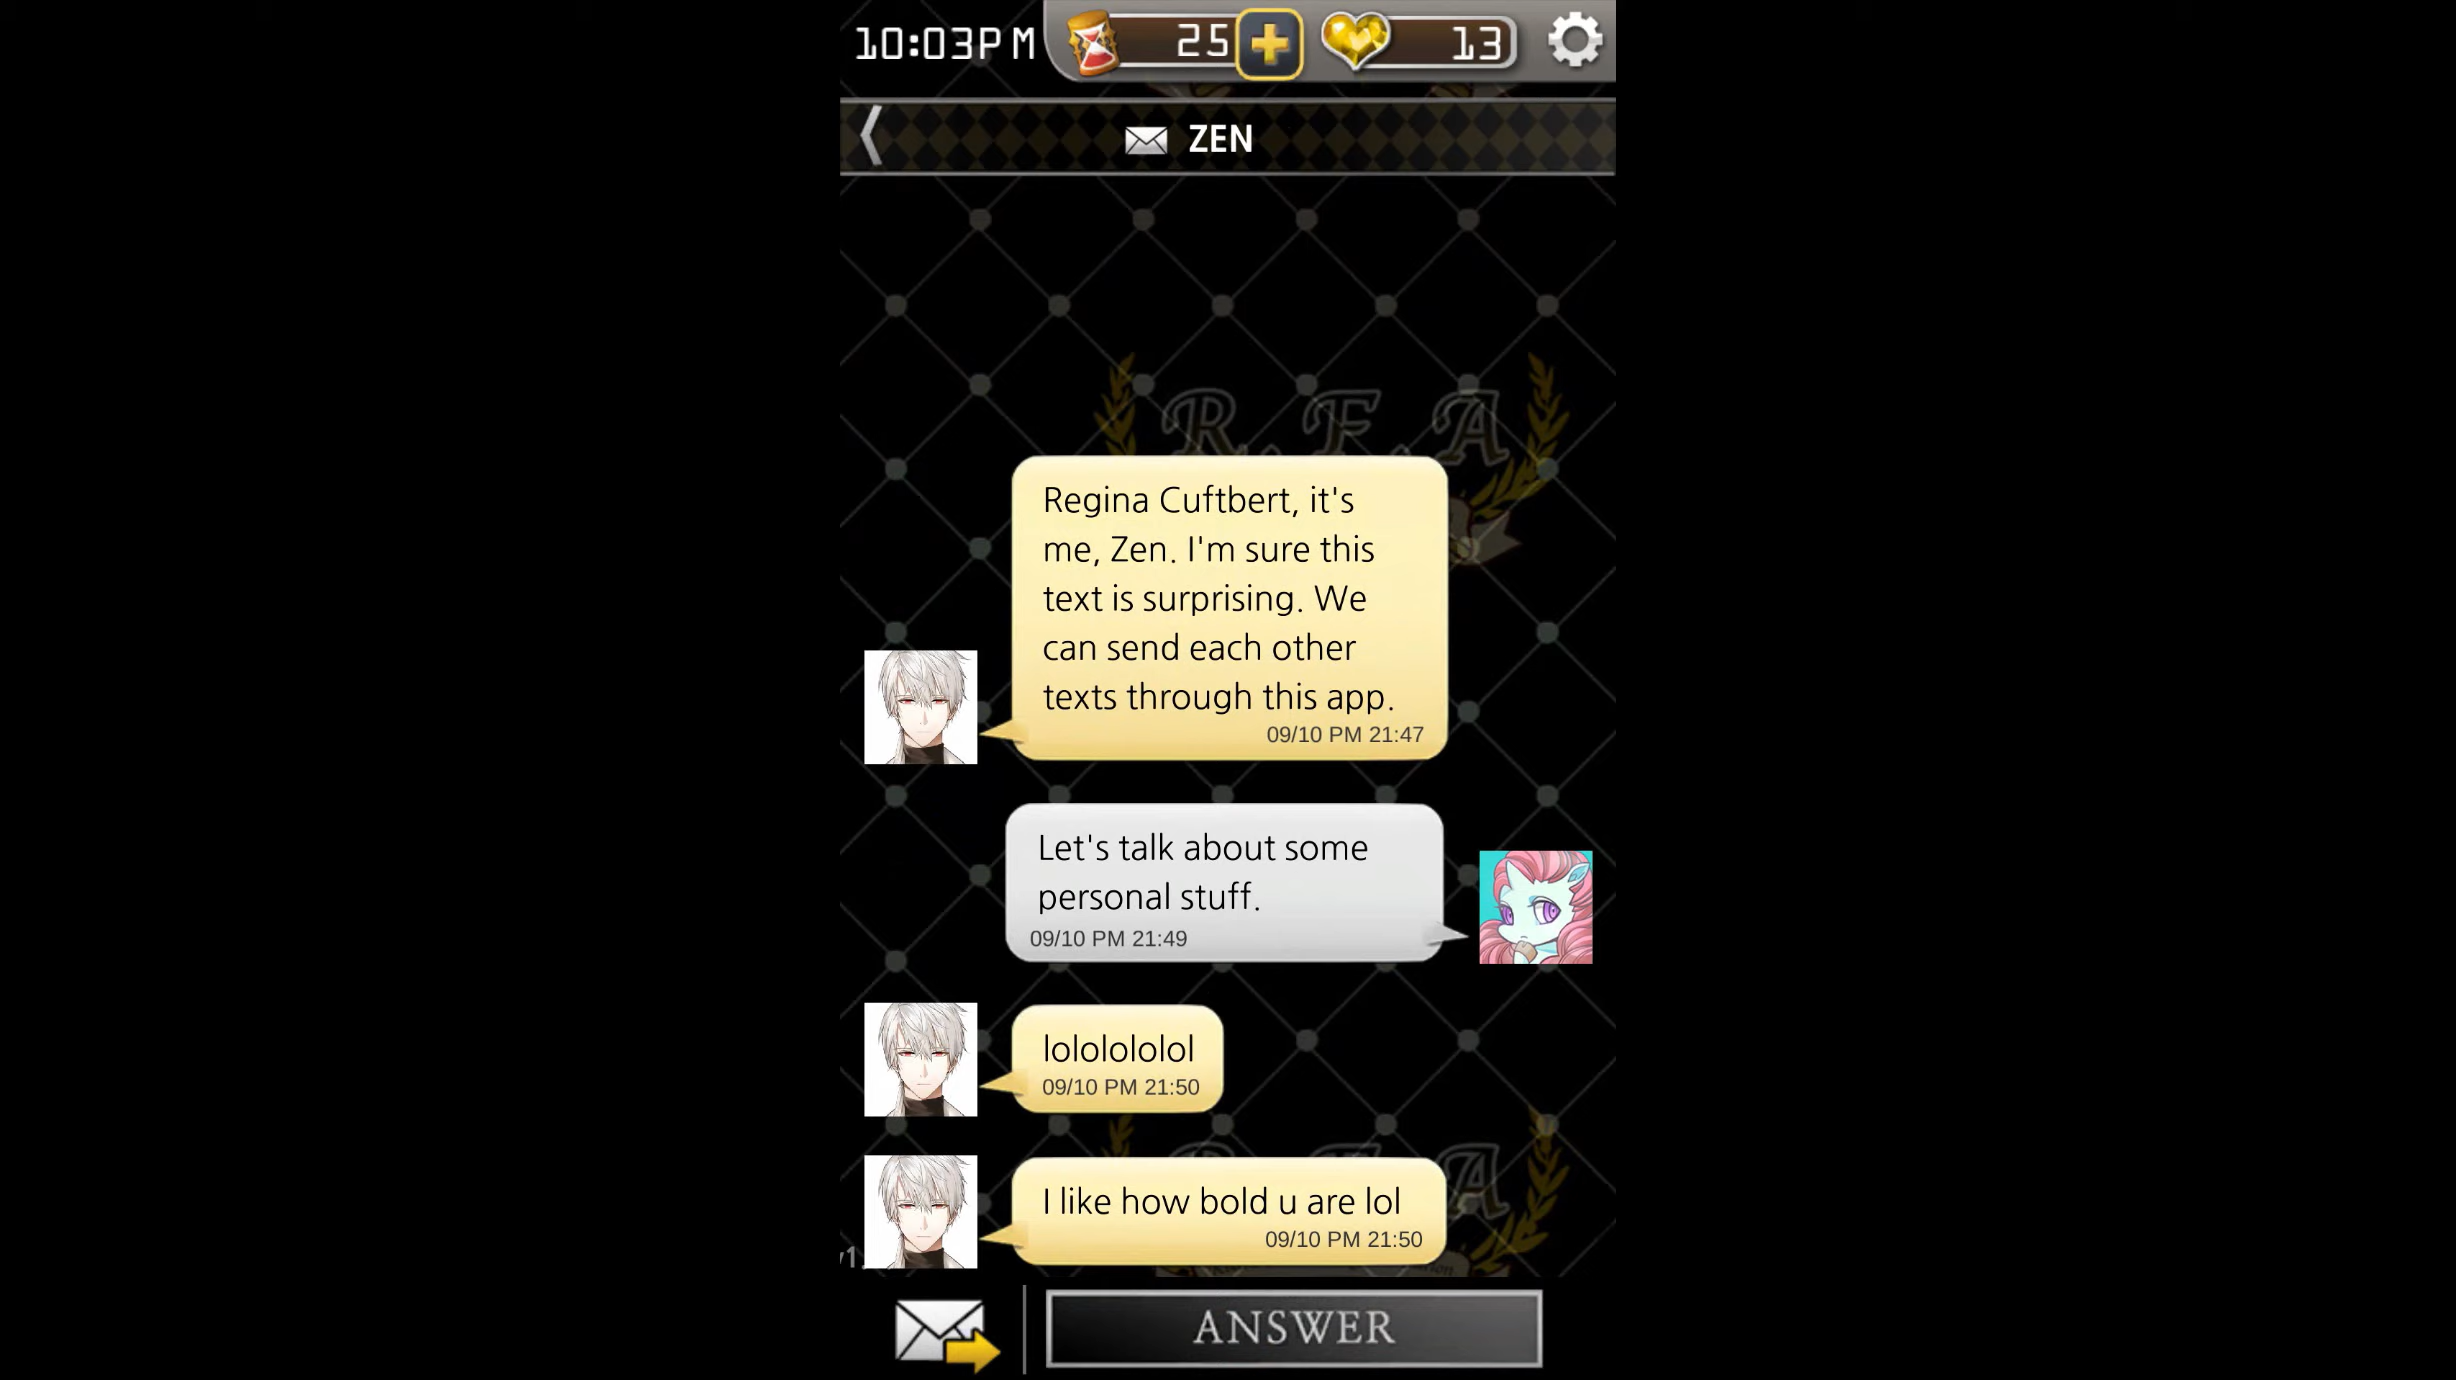 10:03PM 25 13
ZEN
R.F.A
Regina Cuftbert, it's
me, Zen. I'm sure this
text is surprising. We
can send each other
texts through this app.
09/10 PM 21:47
Let's talk about some
personal stuff.
09/10 PM 21:49
lolololololol
09/10 PM 21:50
I like how bold u are lol
09/10 PM 21:50
ANSWER